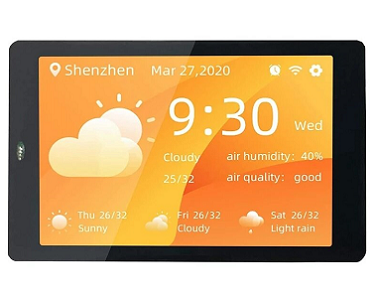 Shenzhen Mar 27,2020
9:30 Wed
Cloudy air humidity: 40%
25/32 air quality: good
Thu 26/32 Fri 26/32 Sat 26/32
Sunny Cloudy Light rain